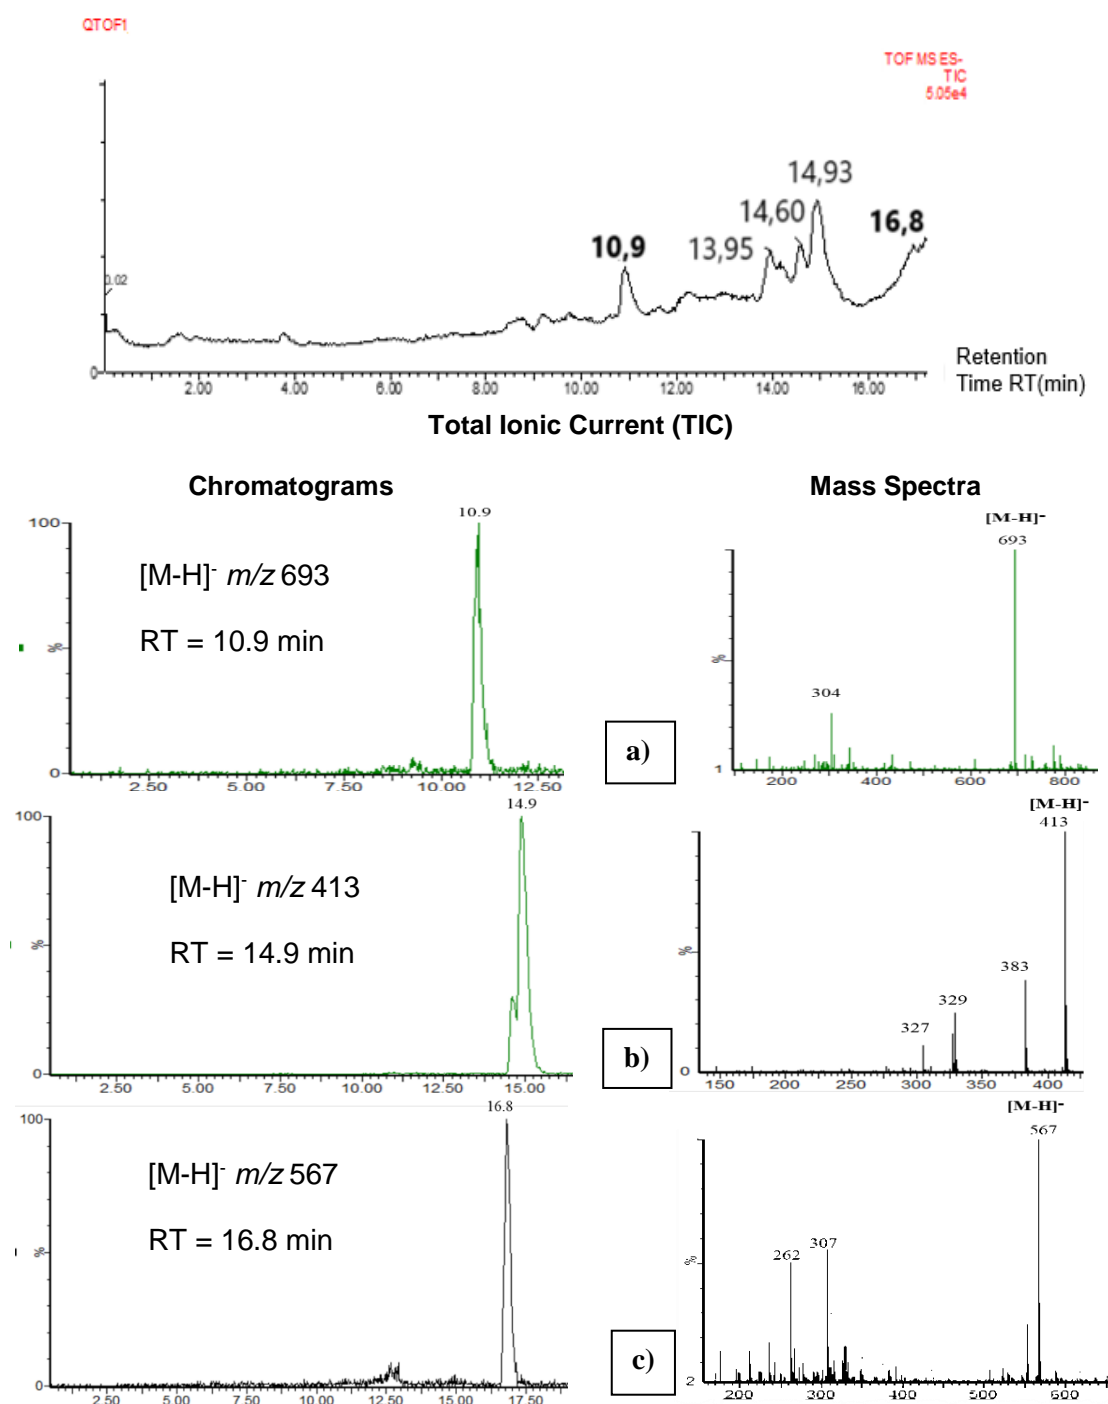 QTOF1
TOF MS ES-
TIC
5.05e4
14,93
14,60
16,8
10,9
13,95
0.02
0
2.00 4.00 6.00 8.00 10.00 12.00 14.00 16.00
Retention
Time RT(min)
Total Ionic Current (TIC)
Chromatograms
Mass Spectra
10.9
100
[M-H]- m/z 693
RT = 10.9 min
%
0
2.50 5.00 7.50 10.00 12.50
[M-H]-
693
304
%
1
200 400 600 800
a)
14.9
100
[M-H]- m/z 413
RT = 14.9 min
%
0
2.50 5.00 7.50 10.00 12.50 15.00
[M-H]-
413
383
329
327
%
0
150 200 250 300 350 400
b)
16.8
100
[M-H]- m/z 567
RT = 16.8 min
%
0
2.50 5.00 7.50 10.00 12.50 15.00 17.50
[M-H]-
567
307
262
%
2
200 300 400 500 600
c)